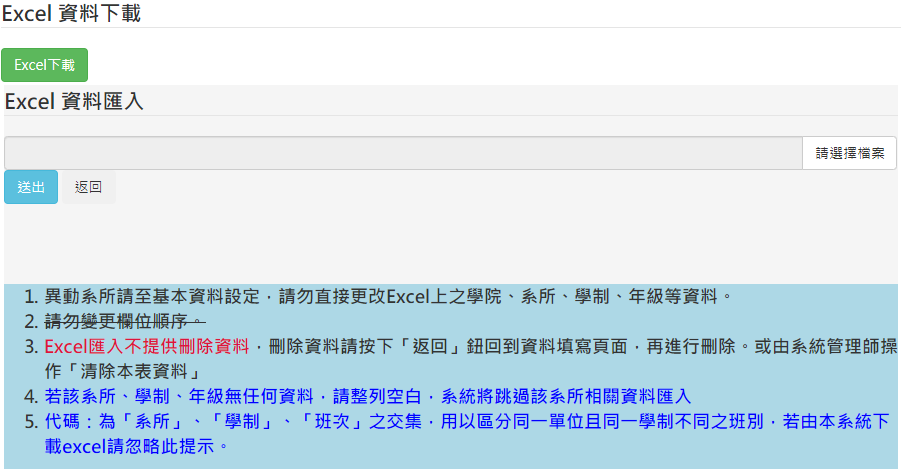 Excel 資料下載
Excel下載
Excel 資料匯入
請選擇檔案
送出 返回
1. 異動系所請至基本資料設定，請勿直接更改Excel上之學院、系所、學制、年級等資料。
2. 請勿變更欄位順序。
3. Excel匯入不提供刪除資料，刪除資料請按下「返回」鈕回到資料填寫頁面，再進行刪除。或由系統管理師操
作「清除本表資料」
4. 若該系所、學制、年級無任何資料，請整列空白，系統將跳過該系所相關資料匯入
5. 代碼：為「系所」、「學制」、「班次」之交集，用以區分同一單位且同一學制不同之班別，若由本系統下
載excel請忽略此提示。